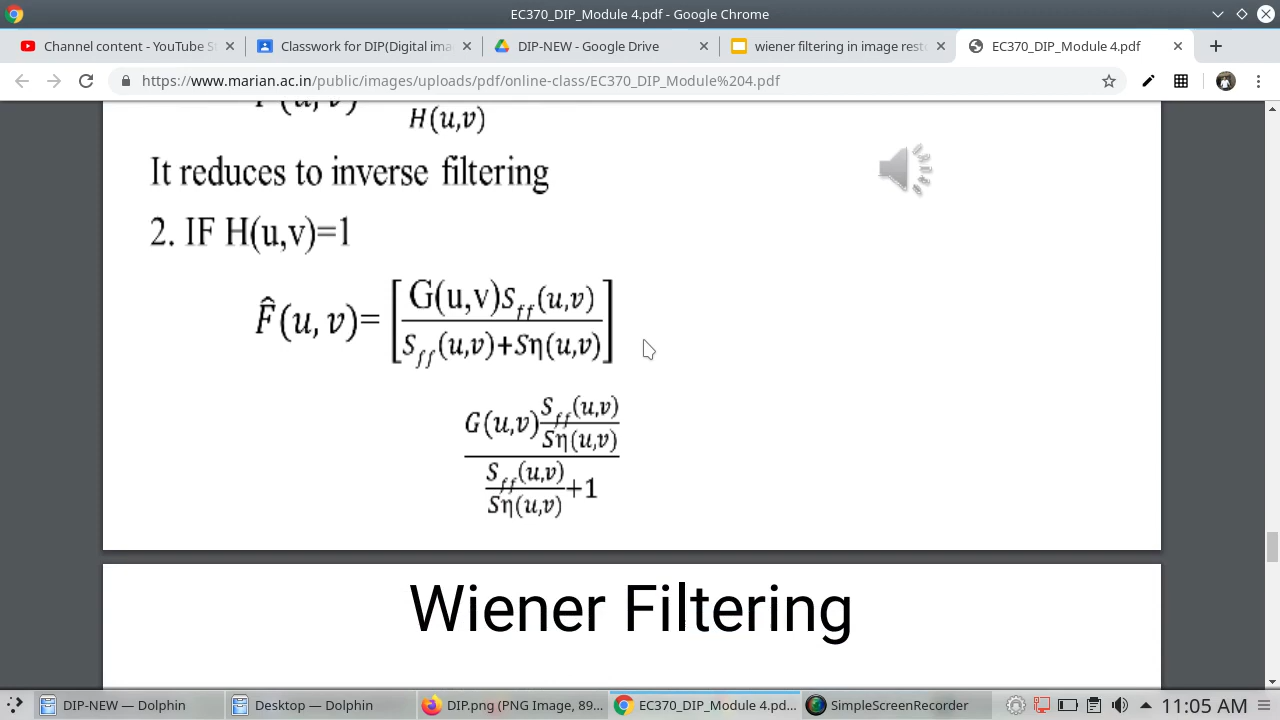 EC370_DIP_Module 4.pdf - Google Chrome
Channel content - YouTube S
Classwork for DIP(Digital ima
DIP-NEW - Google Drive
wiener filtering in image rest
EC370_DIP_Module 4.pdf
https://www.marian.ac.in/public/images/uploads/pdf/online-class/EC370_DIP_Module%204.pdf
H(u,v)
It reduces to inverse filtering
2. IF H(u,v)=1
F̂(u, v)= [ G(u,v)S_ff(u,v) / S_ff(u,v)+Sη(u,v) ]
G(u,v) S_ff(u,v) / Sη(u,v)
S_ff(u,v) / Sη(u,v) +1
Wiener Filtering
DIP-NEW — Dolphin
Desktop — Dolphin
DIP.png (PNG Image, 89...
EC370_DIP_Module 4.pd...
SimpleScreenRecorder
11:05 AM